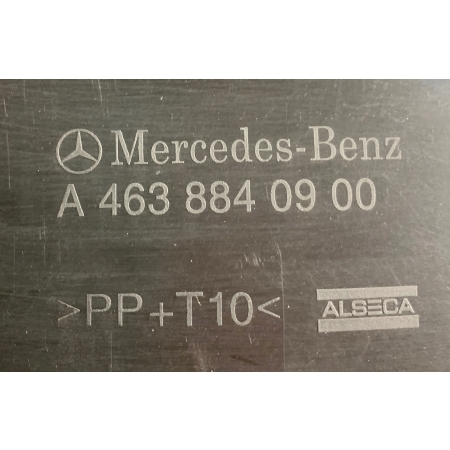 Mercedes-Benz
A 463 884 09 00
>PP+T10< ALSECA